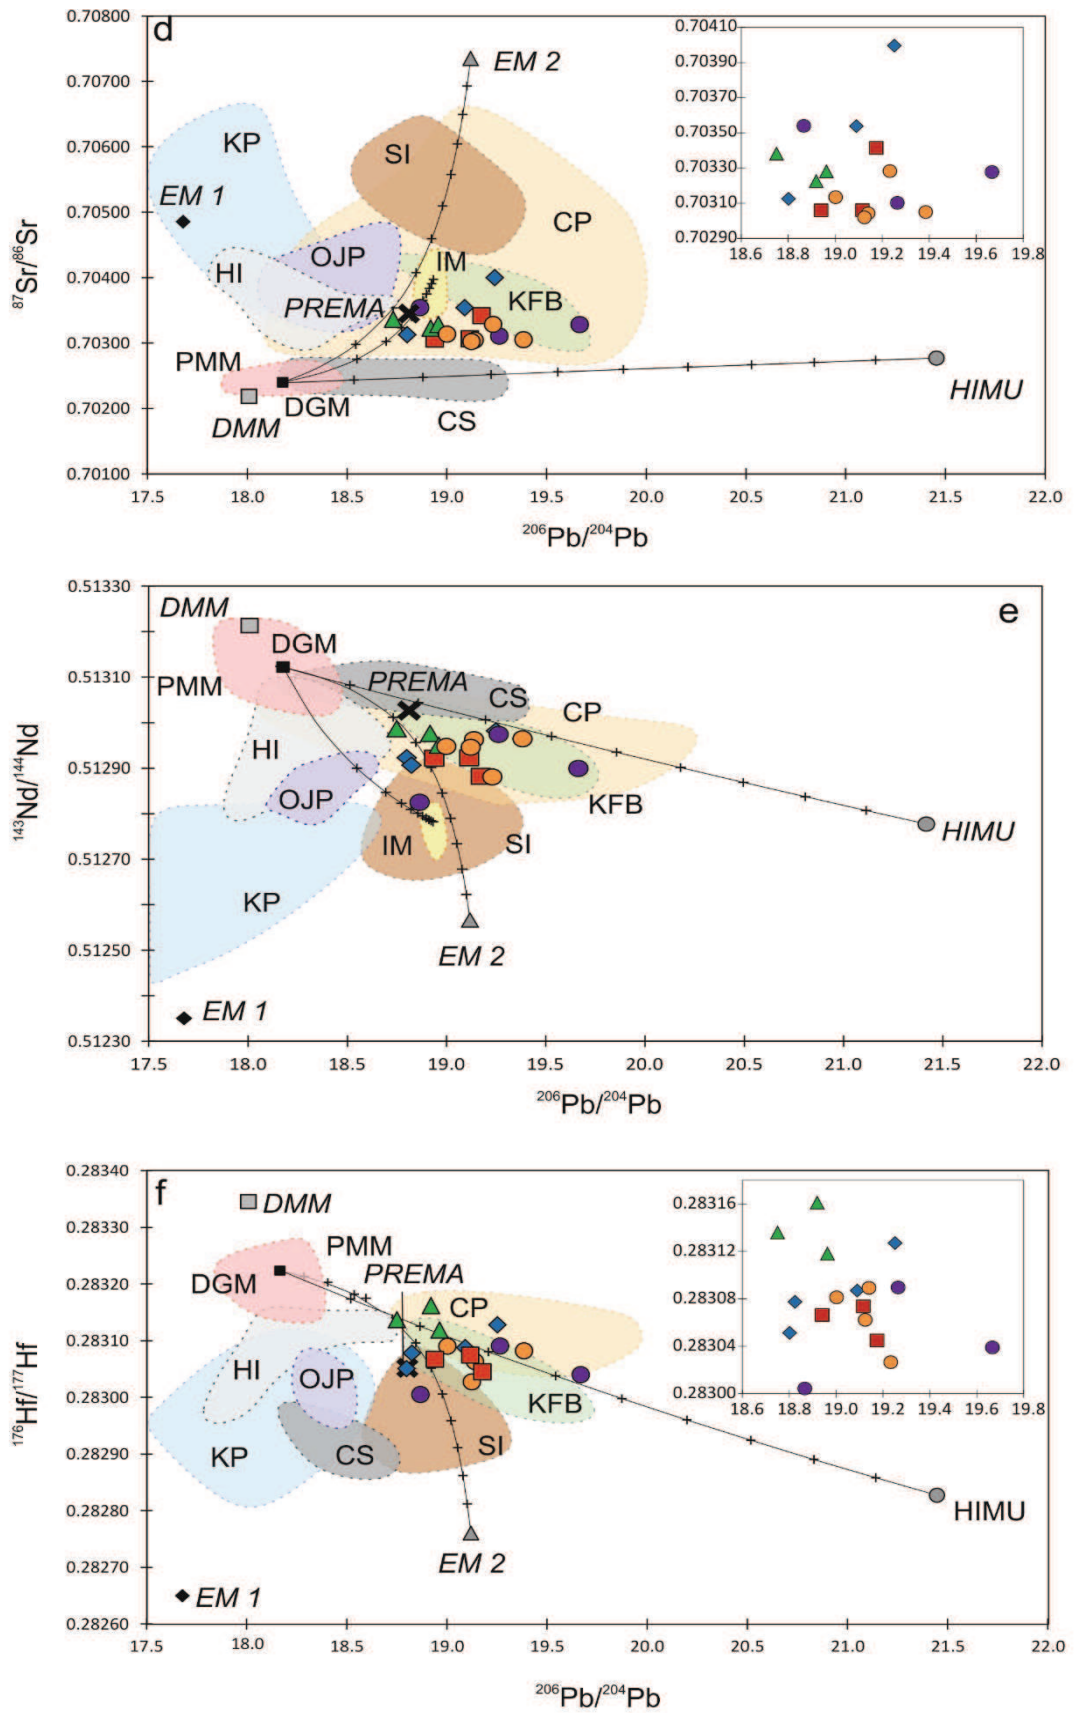 d
0.70800
0.70700
0.70600
0.70500
0.70400
0.70300
0.70200
0.70100
87Sr/86Sr
EM 2
KP
SI
EM 1
CP
OJP
IM
HI
KFB
PREMA
PMM
DGM
DMM
CS
HIMU
0.70410
0.70390
0.70370
0.70350
0.70330
0.70310
0.70290
18.6 18.8 19.0 19.2 19.4 19.6 19.8
17.5 18.0 18.5 19.0 19.5 20.0 20.5 21.0 21.5 22.0
206Pb/204Pb
e
0.51330
0.51310
0.51290
0.51270
0.51250
0.51230
143Nd/144Nd
DMM
DGM
PREMA
PMM
CS
CP
HI
OJP
KFB
HIMU
IM
SI
KP
EM 2
EM 1
17.5 18.0 18.5 19.0 19.5 20.0 20.5 21.0 21.5 22.0
206Pb/204Pb
f
0.28340
0.28330
0.28320
0.28310
0.28300
0.28290
0.28280
0.28270
0.28260
176Hf/177Hf
DMM
PMM
DGM
PREMA
CP
HI
OJP
KFB
KP
CS
SI
HIMU
EM 2
EM 1
0.28316
0.28312
0.28308
0.28304
0.28300
18.6 18.8 19.0 19.2 19.4 19.6 19.8
17.5 18.0 18.5 19.0 19.5 20.0 20.5 21.0 21.5 22.0
206Pb/204Pb